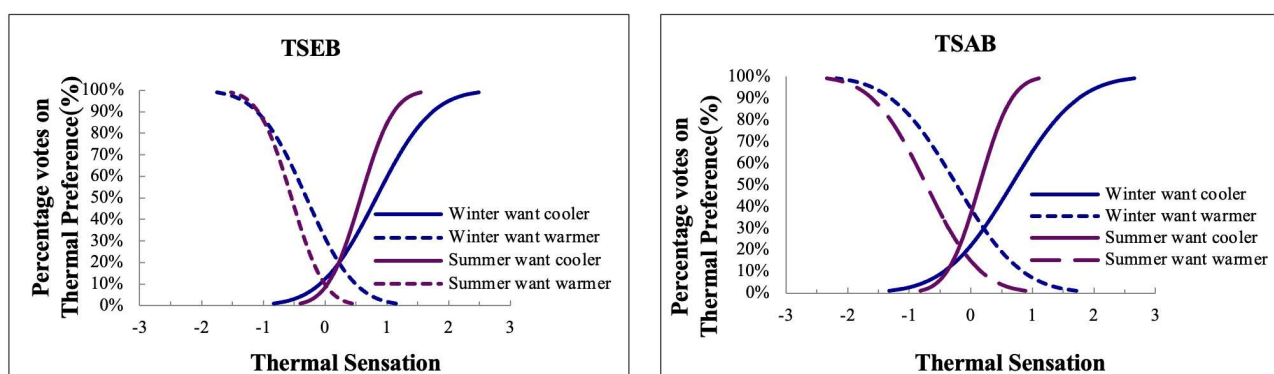 TSEB
Percentage votes on
Thermal Preference(%)
100%
90%
80%
70%
60%
50%
40%
30%
20%
10%
0%
-3
-2
-1
0
1
2
3
Thermal Sensation
Winter want cooler
Winter want warmer
Summer want cooler
Summer want warmer
TSAB
Percentage votes on
Thermal Preference(%)
100%
90%
80%
70%
60%
50%
40%
30%
20%
10%
0%
-3
-2
-1
0
1
2
3
Thermal Sensation
Winter want cooler
Winter want warmer
Summer want cooler
Summer want warmer